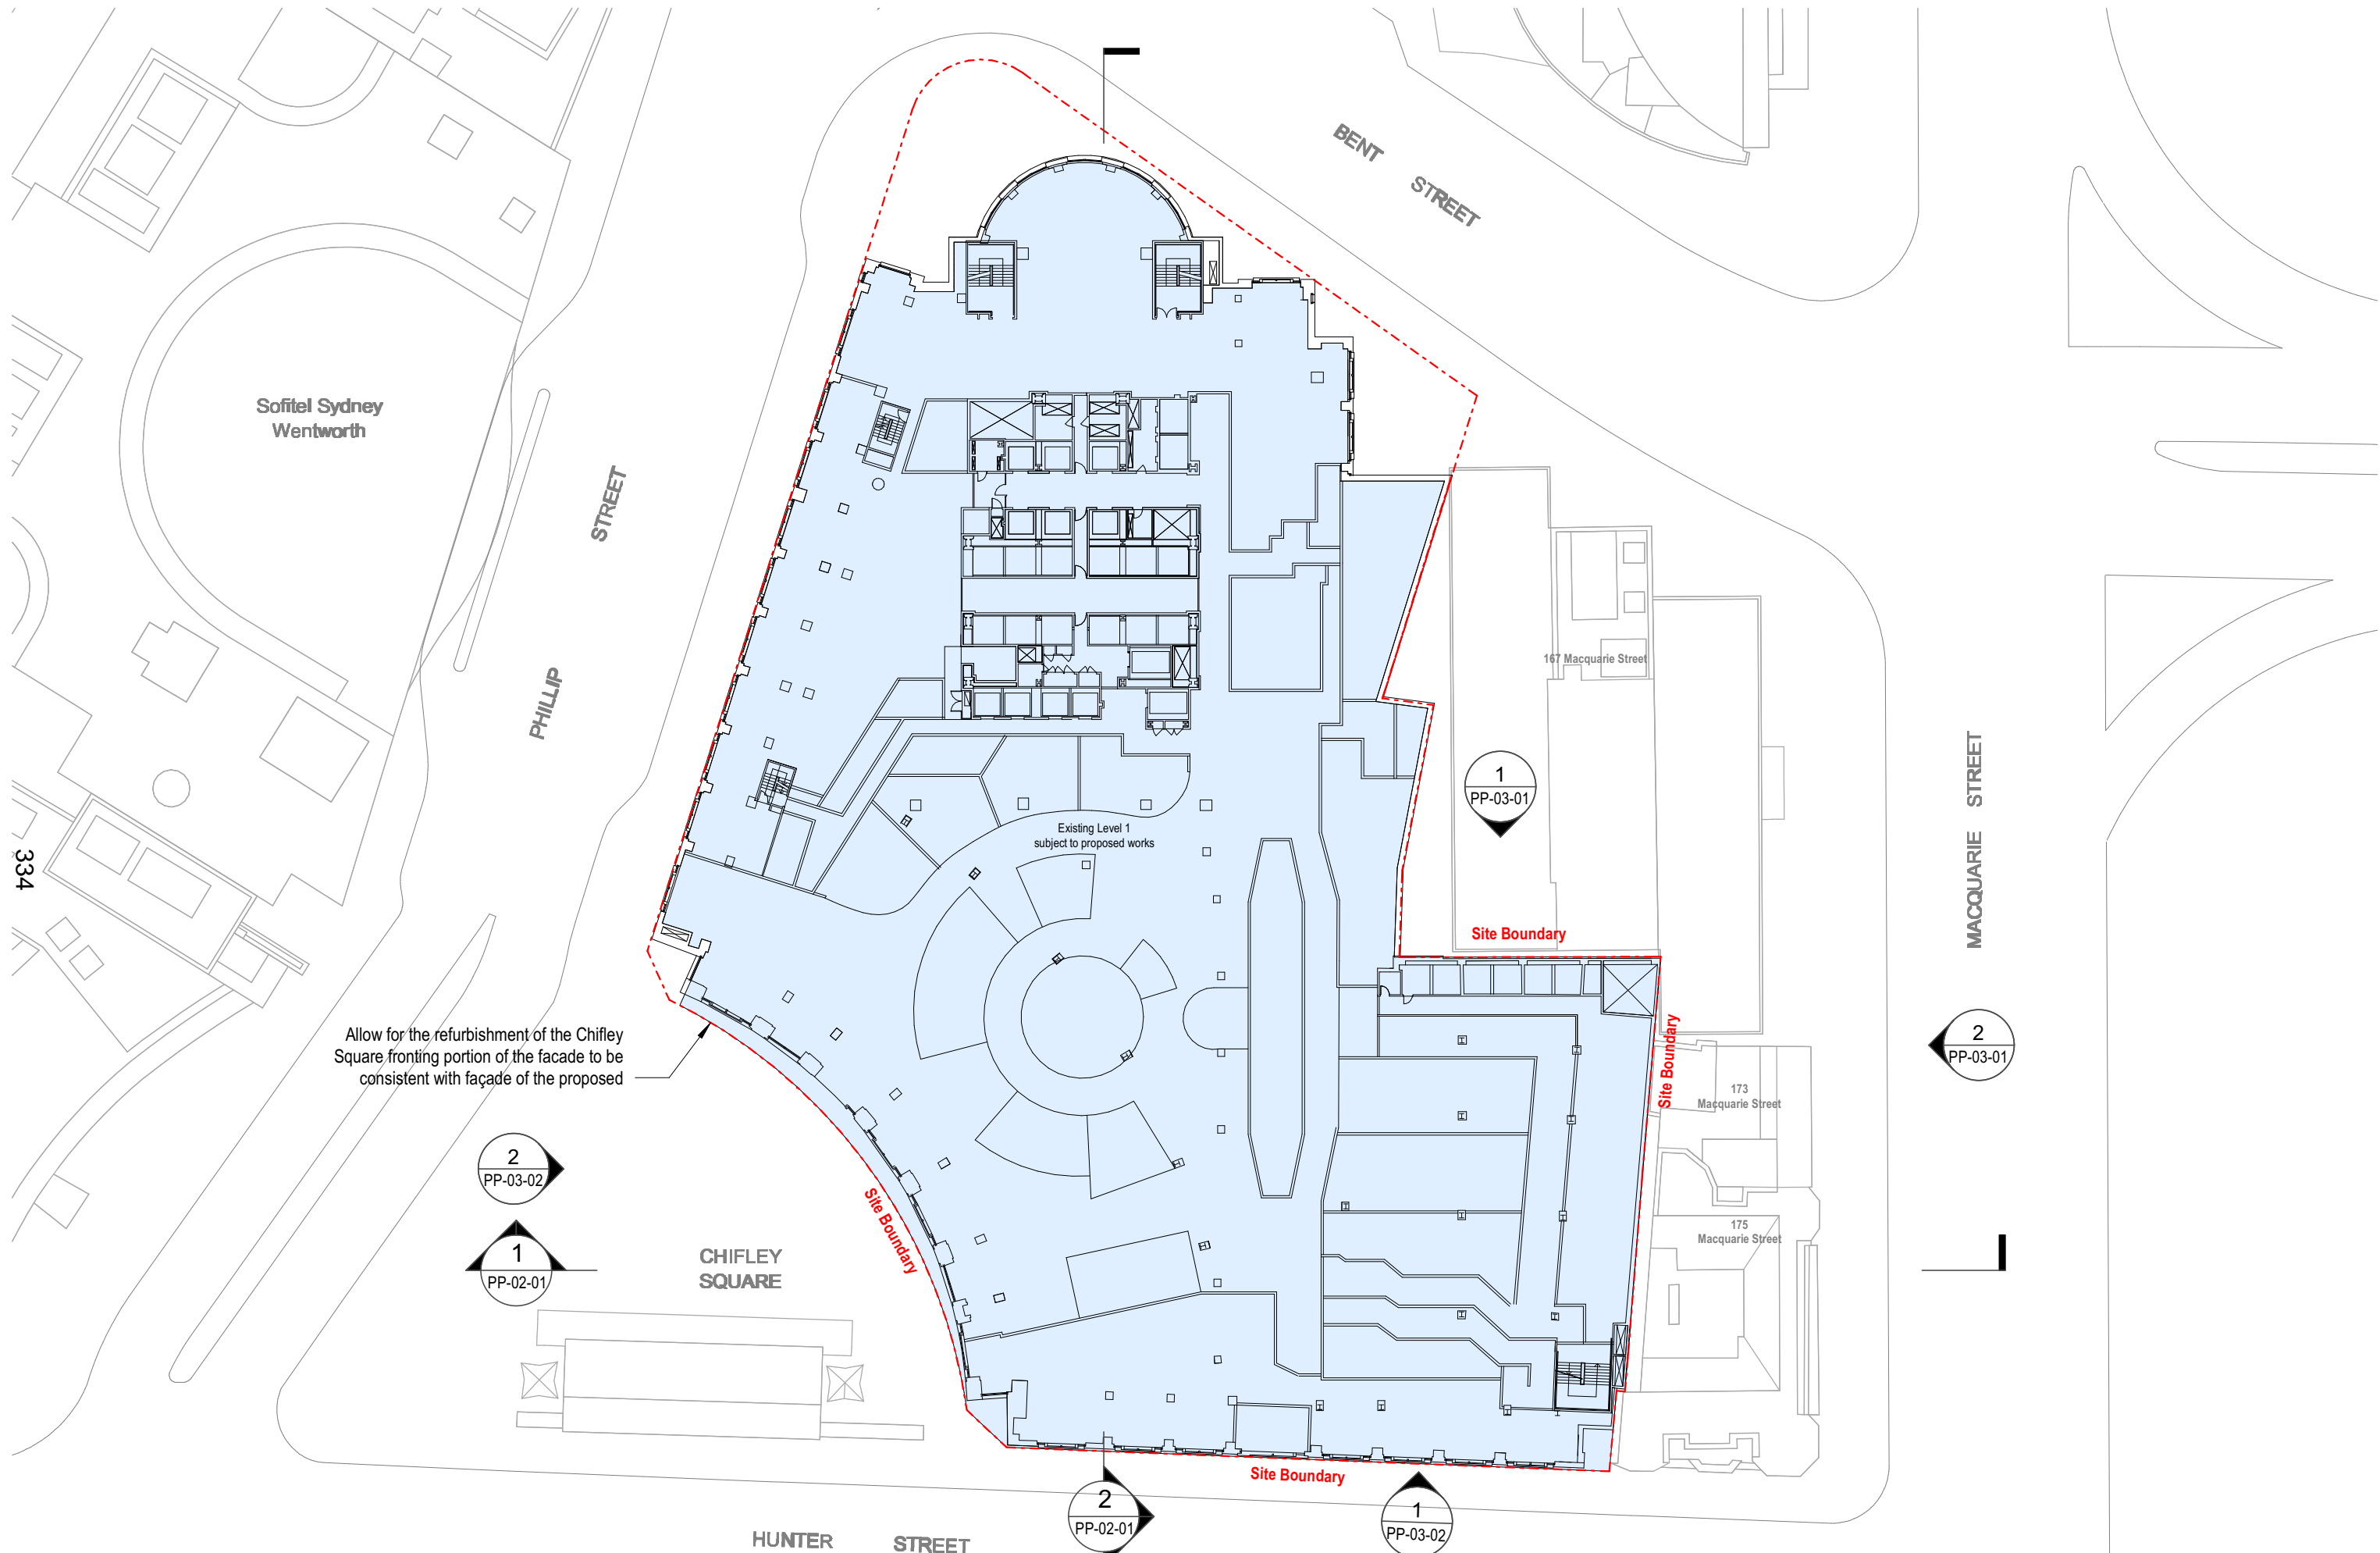 BENT
STREET
Sofitel Sydney
Wentworth
STREET
PHILLIP
167 Macquarie Street
MACQUARIE STREET
1
PP-03-01
Existing Level 1
subject to proposed works
334
Site Boundary
Allow for the refurbishment of the Chifley
Square fronting portion of the facade to be
consistent with façade of the proposed
Site Boundary
2
PP-03-01
173
Macquarie Street
2
PP-03-02
Site Boundary
175
Macquarie Street
1
PP-02-01
CHIFLEY
SQUARE
Site Boundary
2
PP-02-01
1
PP-03-02
HUNTER STREET